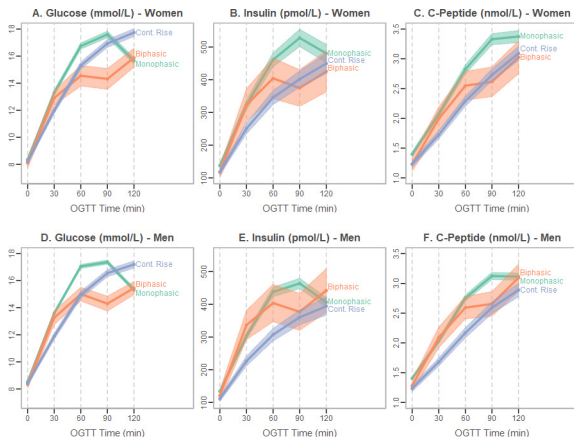 A. Glucose (mmol/L) - Women
18
16
14
12
10
8
Cont. Rise
Biphasic
Monophasic
0 30 60 90 120
OGTT Time (min)
B. Insulin (pmol/L) - Women
500
400
300
200
100
Monophasic
Cont. Rise
Biphasic
0 30 60 90 120
OGTT Time (min)
C. C-Peptide (nmol/L) - Women
3.5
3.0
2.5
2.0
1.5
1.0
Monophasic
Cont. Rise
Biphasic
0 30 60 90 120
OGTT Time (min)
D. Glucose (mmol/L) - Men
18
16
14
12
10
8
Cont. Rise
Biphasic
Monophasic
0 30 60 90 120
OGTT Time (min)
E. Insulin (pmol/L) - Men
500
400
300
200
100
Biphasic
Monophasic
Cont. Rise
0 30 60 90 120
OGTT Time (min)
F. C-Peptide (nmol/L) - Men
3.5
3.0
2.5
2.0
1.5
1.0
Biphasic
Monophasic
Cont. Rise
0 30 60 90 120
OGTT Time (min)